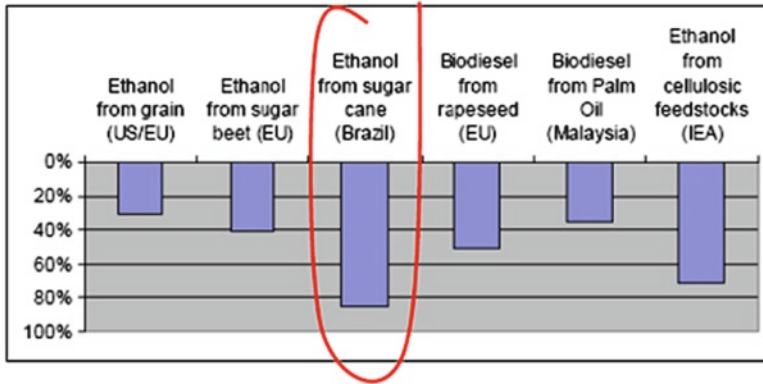 Ethanol
from grain
(US/EU)
Ethanol
from sugar
beet (EU)
Ethanol
from sugar
cane
(Brazil)
Biodiesel
from
rapeseed
(EU)
Biodiesel
from Palm
Oil
(Malaysia)
Ethanol
from
cellulosic
feedstocks
(IEA)
0%
20%
40%
60%
80%
100%